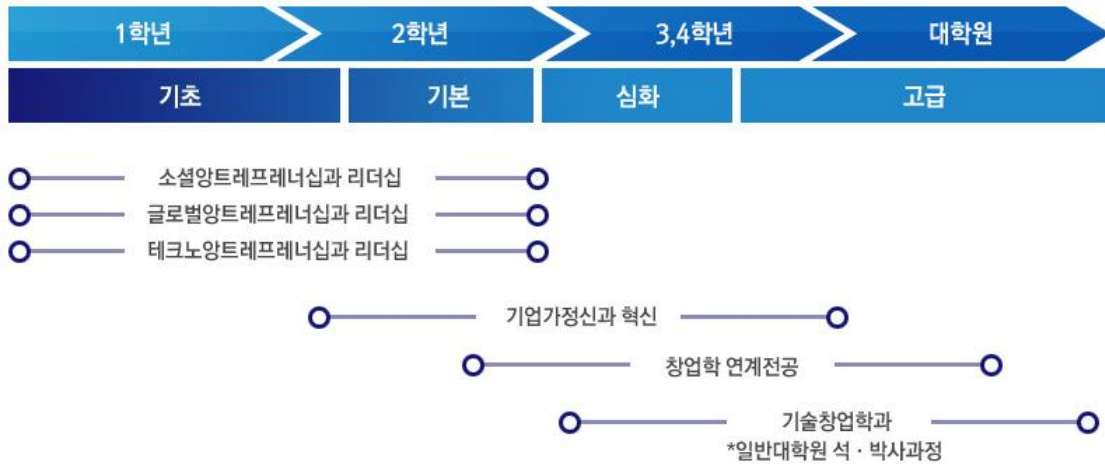 1학년 2학년 3,4학년 대학원
기초 기본 심화 고급
소셜앙트레프레너십과 리더십
글로벌앙트레프레너십과 리더십
테크노앙트레프레너십과 리더십
기업가정신과 혁신
창업학 연계전공
기술창업학과
*일반대학원 석 · 박사과정